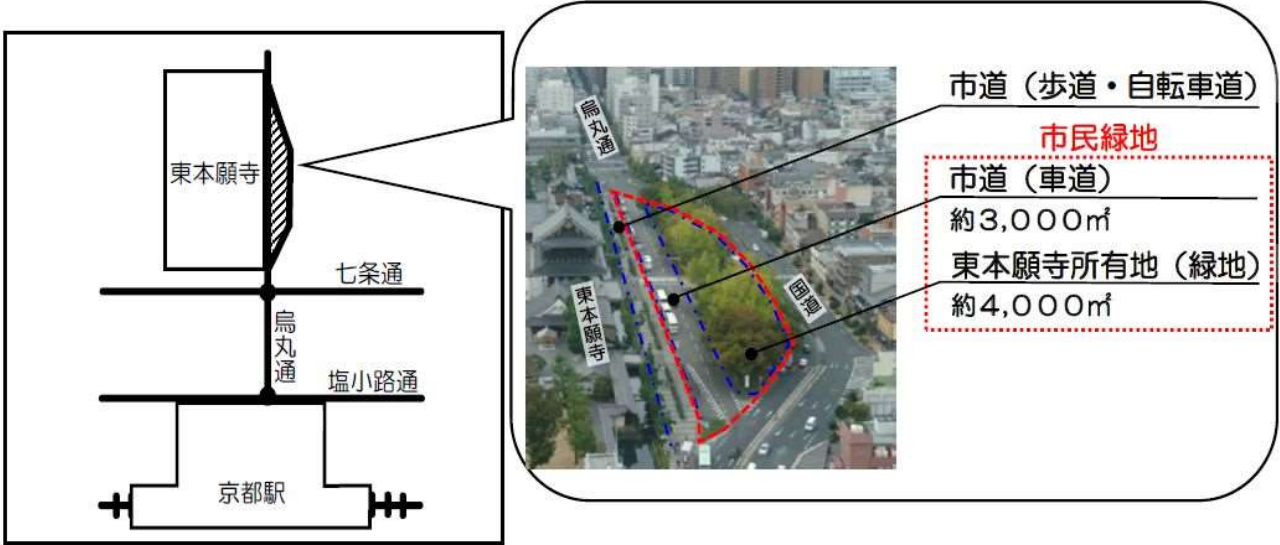 東本願寺
七条通
烏丸通
塩小路通
京都駅
烏丸通
東本願寺
国道
市道（歩道・自転車道）
市民緑地
市道（車道）
約３,０００㎡
東本願寺所有地（緑地）
約４,０００㎡